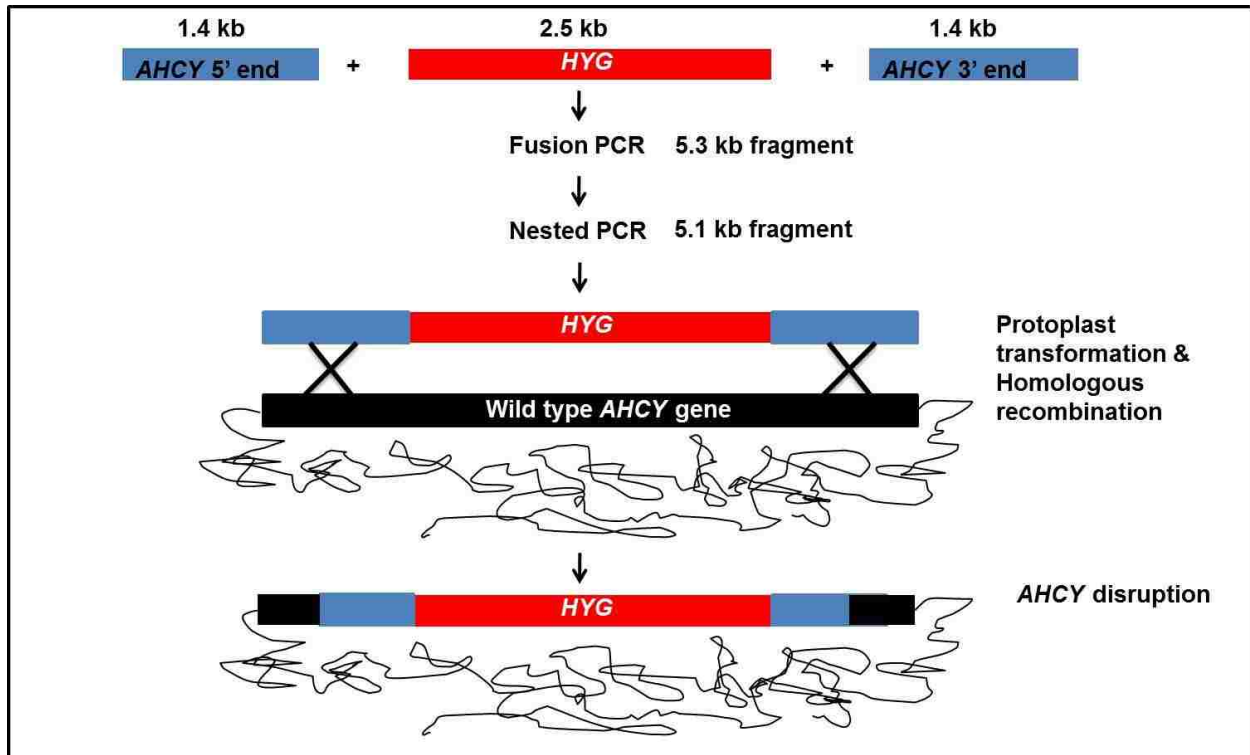 1.4 kb
2.5 kb
1.4 kb
AHCY 5’ end
+
HYG
+
AHCY 3’ end
Fusion PCR 5.3 kb fragment
Nested PCR 5.1 kb fragment
HYG
Protoplast
transformation &
Homologous
recombination
Wild type AHCY gene
HYG
AHCY disruption